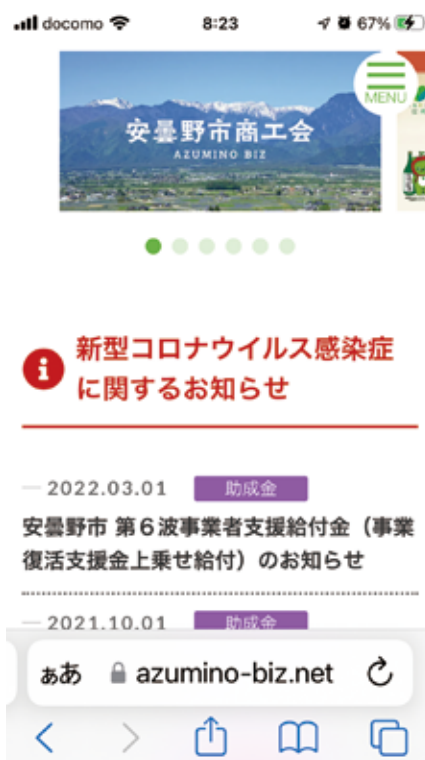 docomo 8:23 67%
安曇野市商工会
AZUMINO BIZ
MENU
新型コロナウイルス感染症
に関するお知らせ
2022.03.01 助成金
安曇野市 第6波事業者支援給付金(事業
復活支援金上乗せ給付)のお知らせ
2021.10.01 助成金
ぁあ azumino-biz.net